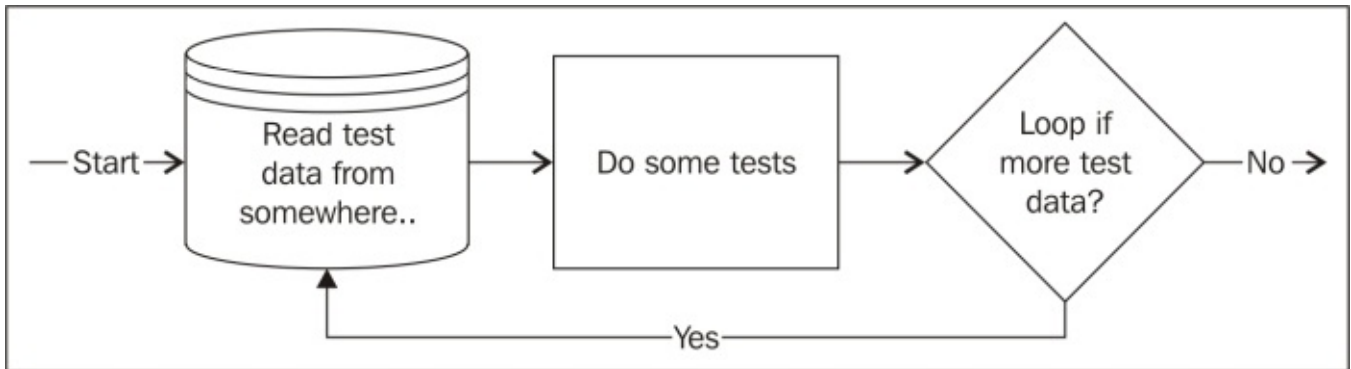 Start
Read test
data from
somewhere..
Do some tests
Loop if
more test
data?
No
Yes